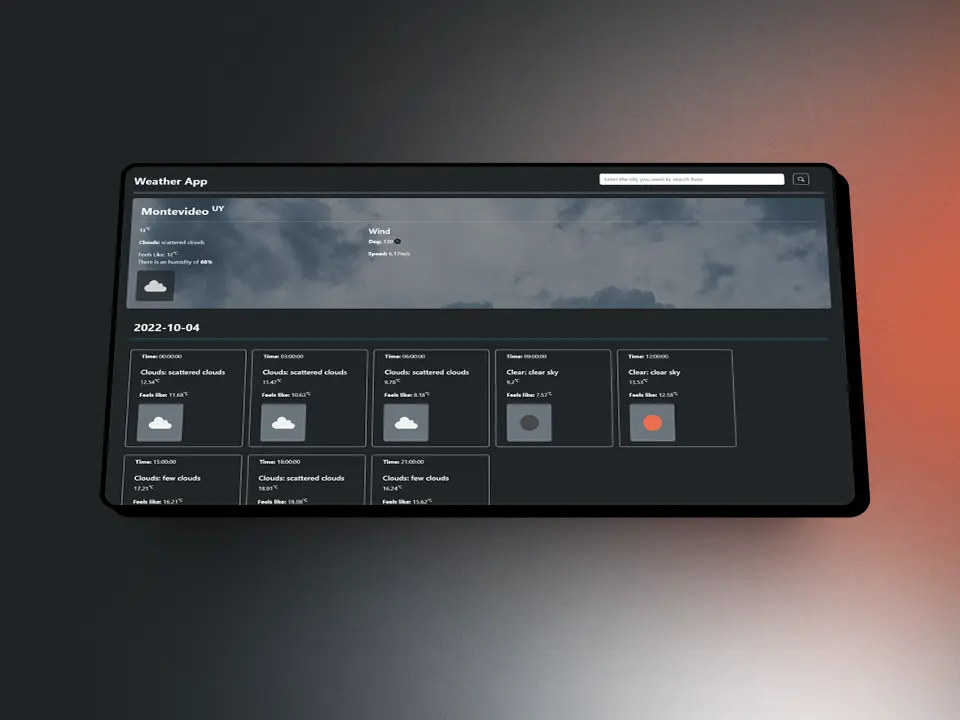 Weather App
Enter the city you want to search here
Montevideo UY
13°C
Clouds: scattered clouds
Feels Like: 12°C
There is an humidity of 68%
Wind
Deg: 130
Speed: 6.17m/s
2022-10-04
Time: 00:00:00
Clouds: scattered clouds
12.54°C
Feels like: 11.68°C
Time: 03:00:00
Clouds: scattered clouds
11.47°C
Feels like: 10.63°C
Time: 06:00:00
Clouds: scattered clouds
9.78°C
Feels like: 8.18°C
Time: 09:00:00
Clear: clear sky
9.2°C
Feels like: 7.57°C
Time: 12:00:00
Clear: clear sky
13.53°C
Feels like: 12.58°C
Time: 15:00:00
Clouds: few clouds
17.21°C
Feels like: 16.21°C
Time: 18:00:00
Clouds: scattered clouds
18.91°C
Feels like: 18.08°C
Time: 21:00:00
Clouds: few clouds
16.24°C
Feels like: 15.62°C